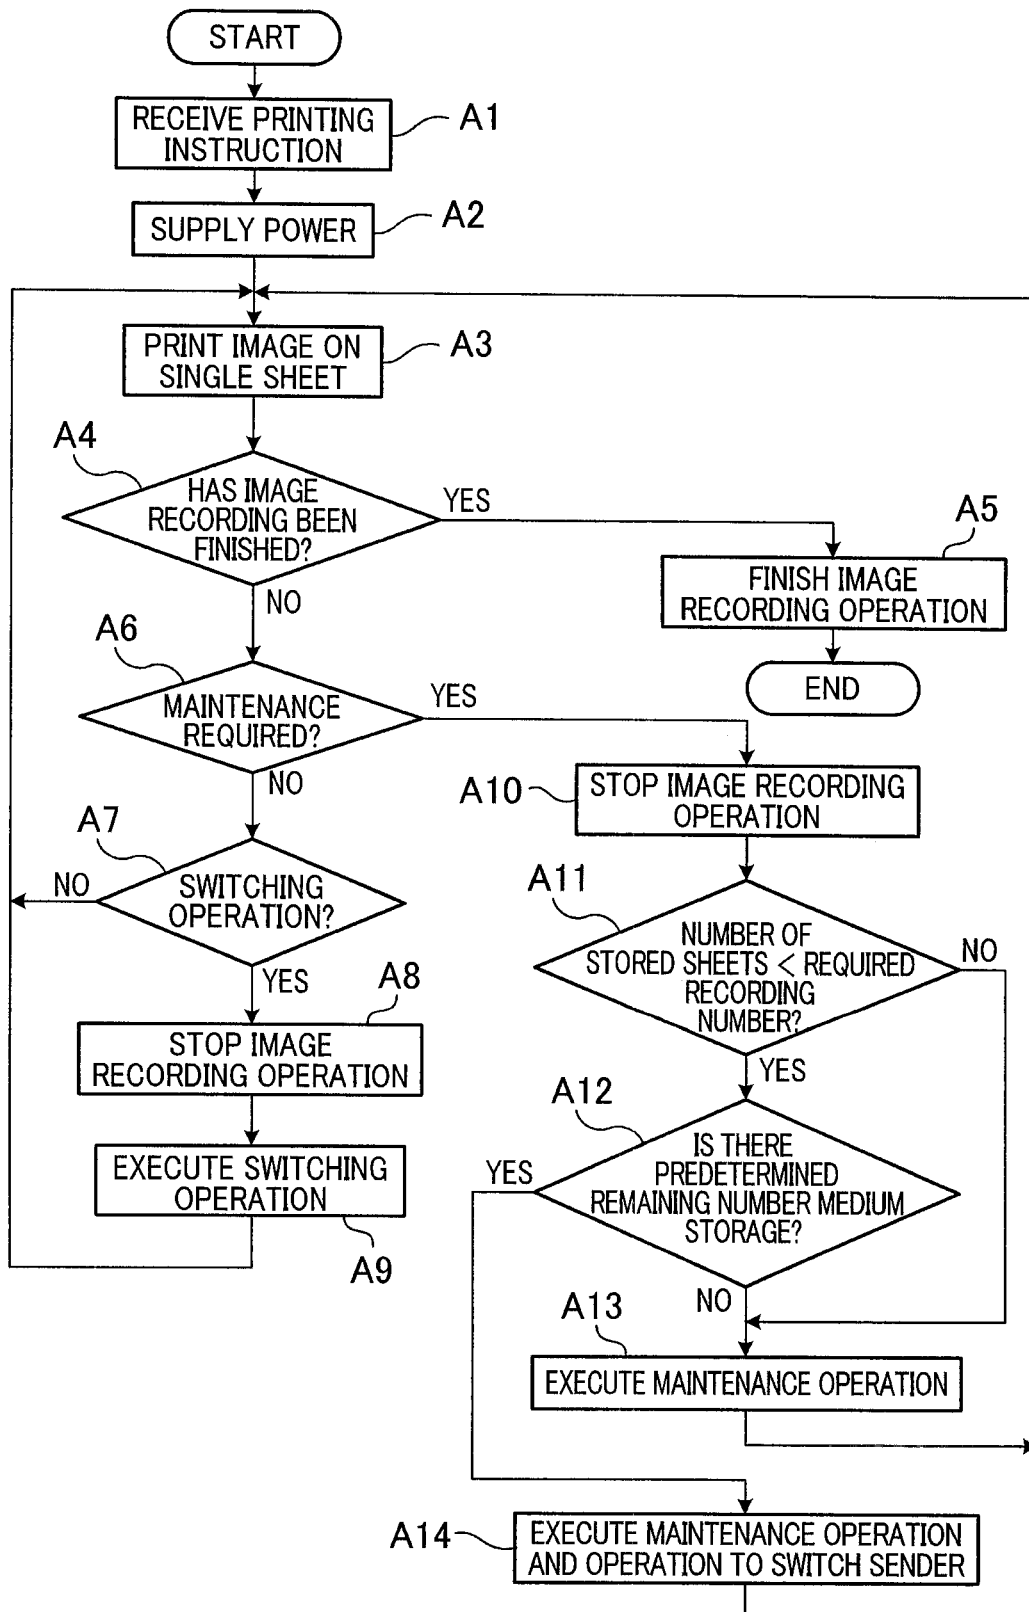 START
RECEIVE PRINTING
INSTRUCTION
A1
SUPPLY POWER
A2
PRINT IMAGE ON
SINGLE SHEET
A3
A4
HAS IMAGE
RECORDING BEEN
FINISHED?
YES
NO
A5
FINISH IMAGE
RECORDING OPERATION
END
A6
MAINTENANCE
REQUIRED?
YES
NO
A7
SWITCHING
OPERATION?
NO
YES
A8
STOP IMAGE
RECORDING OPERATION
EXECUTE SWITCHING
OPERATION
A9
A10
STOP IMAGE RECORDING
OPERATION
A11
NUMBER OF
STORED SHEETS < REQUIRED
RECORDING
NUMBER?
NO
YES
A12
IS THERE
PREDETERMINED
REMAINING NUMBER MEDIUM
STORAGE?
YES
NO
A13
EXECUTE MAINTENANCE OPERATION
A14
EXECUTE MAINTENANCE OPERATION
AND OPERATION TO SWITCH SENDER